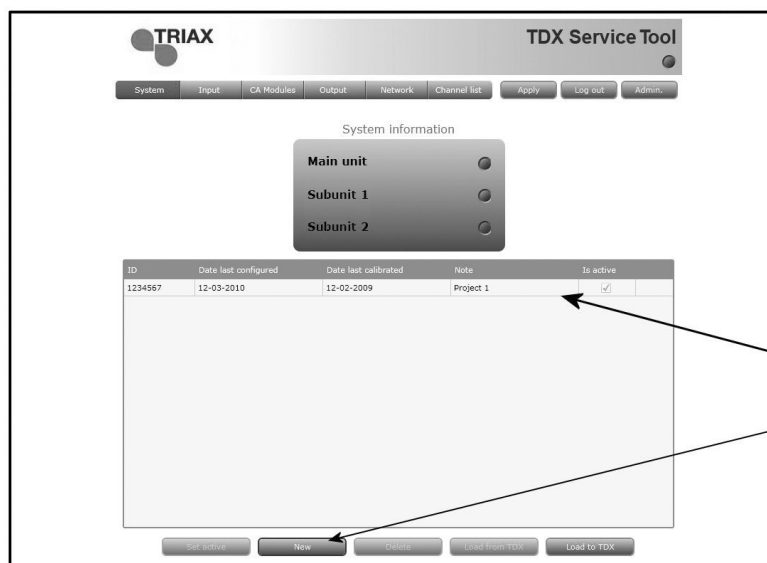 TRIAX
TDX Service Tool
System Input CA Modules Output Network Channel list Apply Log out Admin.
System information
Main unit
Subunit 1
Subunit 2
ID Date last configured Date last calibrated Note Is active
1234567 12-03-2010 12-02-2009 Project 1
Set active New Delete Load from TDX Load to TDX